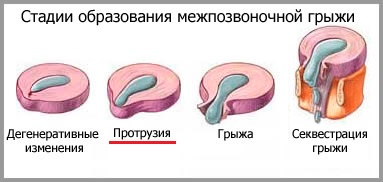 Стадии образования межпозвоночной грыжи
Дегенеративные
изменения
Протрузия
Грыжа
Секвестрация
грыжи